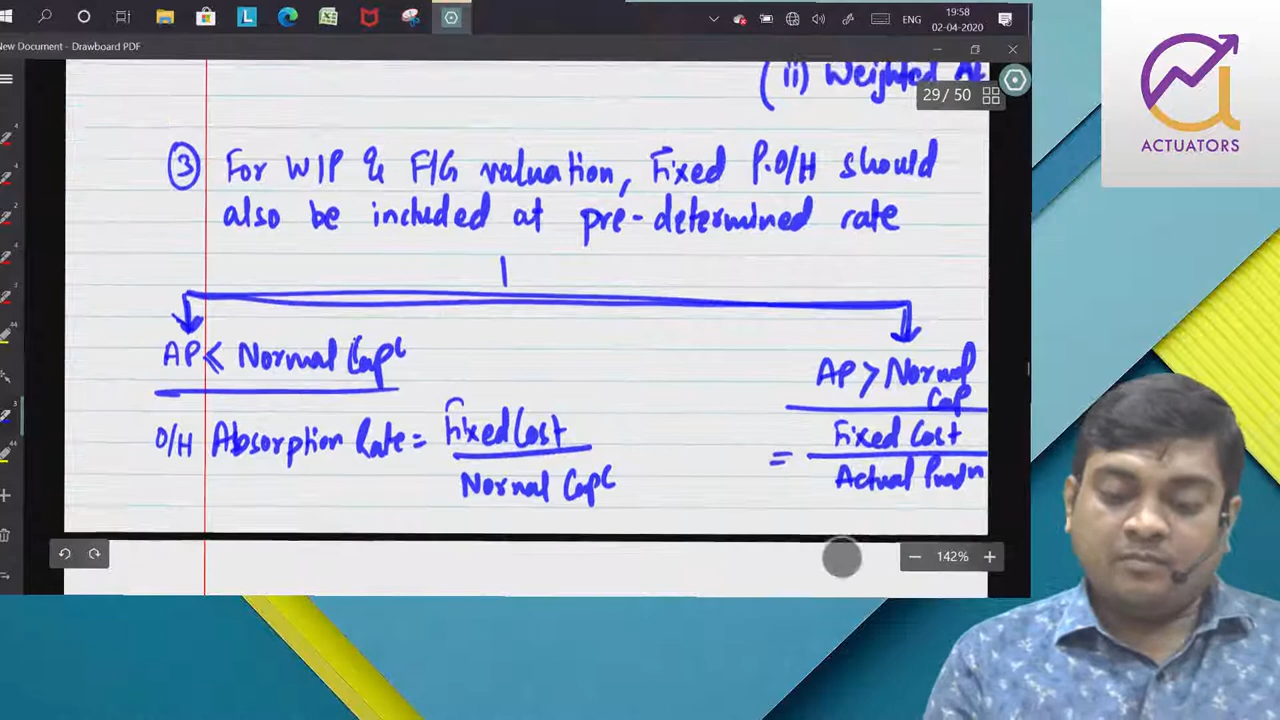 19:58
ENG
02-04-2020
New Document - Drawboard PDF
(ii) Weighted
29 / 50
③ For WIP & F/G valuation, Fixed P.O/H should
also be included at pre-determined rate
AP < Normal Capc
AP > Normal
Cap
O/H Absorption Rate = Fixed Cost
Normal Capc
= Fixed Cost
Actual Prodn
142%
ACTUATORS